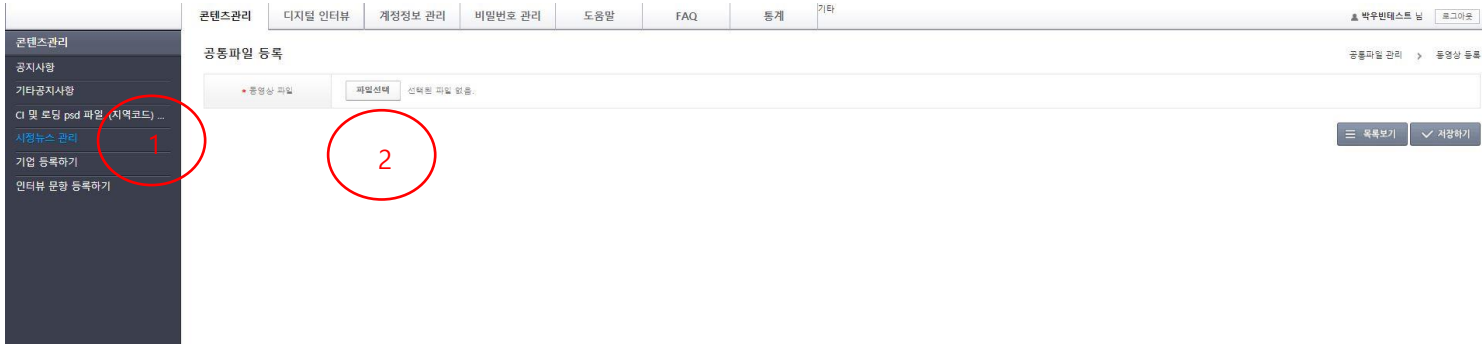 콘텐츠관리 디지털 인터뷰 계정정보 관리 비밀번호 관리 도움말 FAQ 통계 기타
박우빈테스트 님 로그아웃
콘텐츠관리
공지사항
기타공지사항
CI 및 로딩 psd 파일 (지역코드) ...
시정뉴스 관리
기업 등록하기
인터뷰 문항 등록하기
1
공통파일 등록
공통파일 관리 > 동영상 등록
동영상 파일 파일선택 선택된 파일 없음.
2
목록보기 저장하기